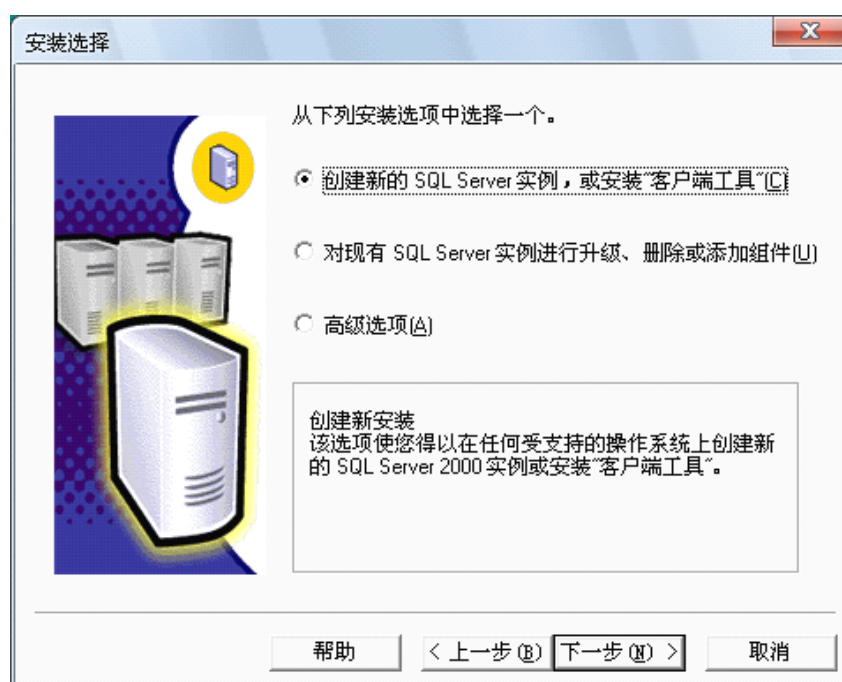 安装选择
从下列安装选项中选择一个。
创建新的 SQL Server 实例，或安装"客户端工具"(C)
对现有 SQL Server 实例进行升级、删除或添加组件(U)
高级选项(A)
创建新安装
该选项使您得以在任何受支持的操作系统上创建新
的 SQL Server 2000 实例或安装"客户端工具"。
帮助
< 上一步(B)
下一步(N) >
取消